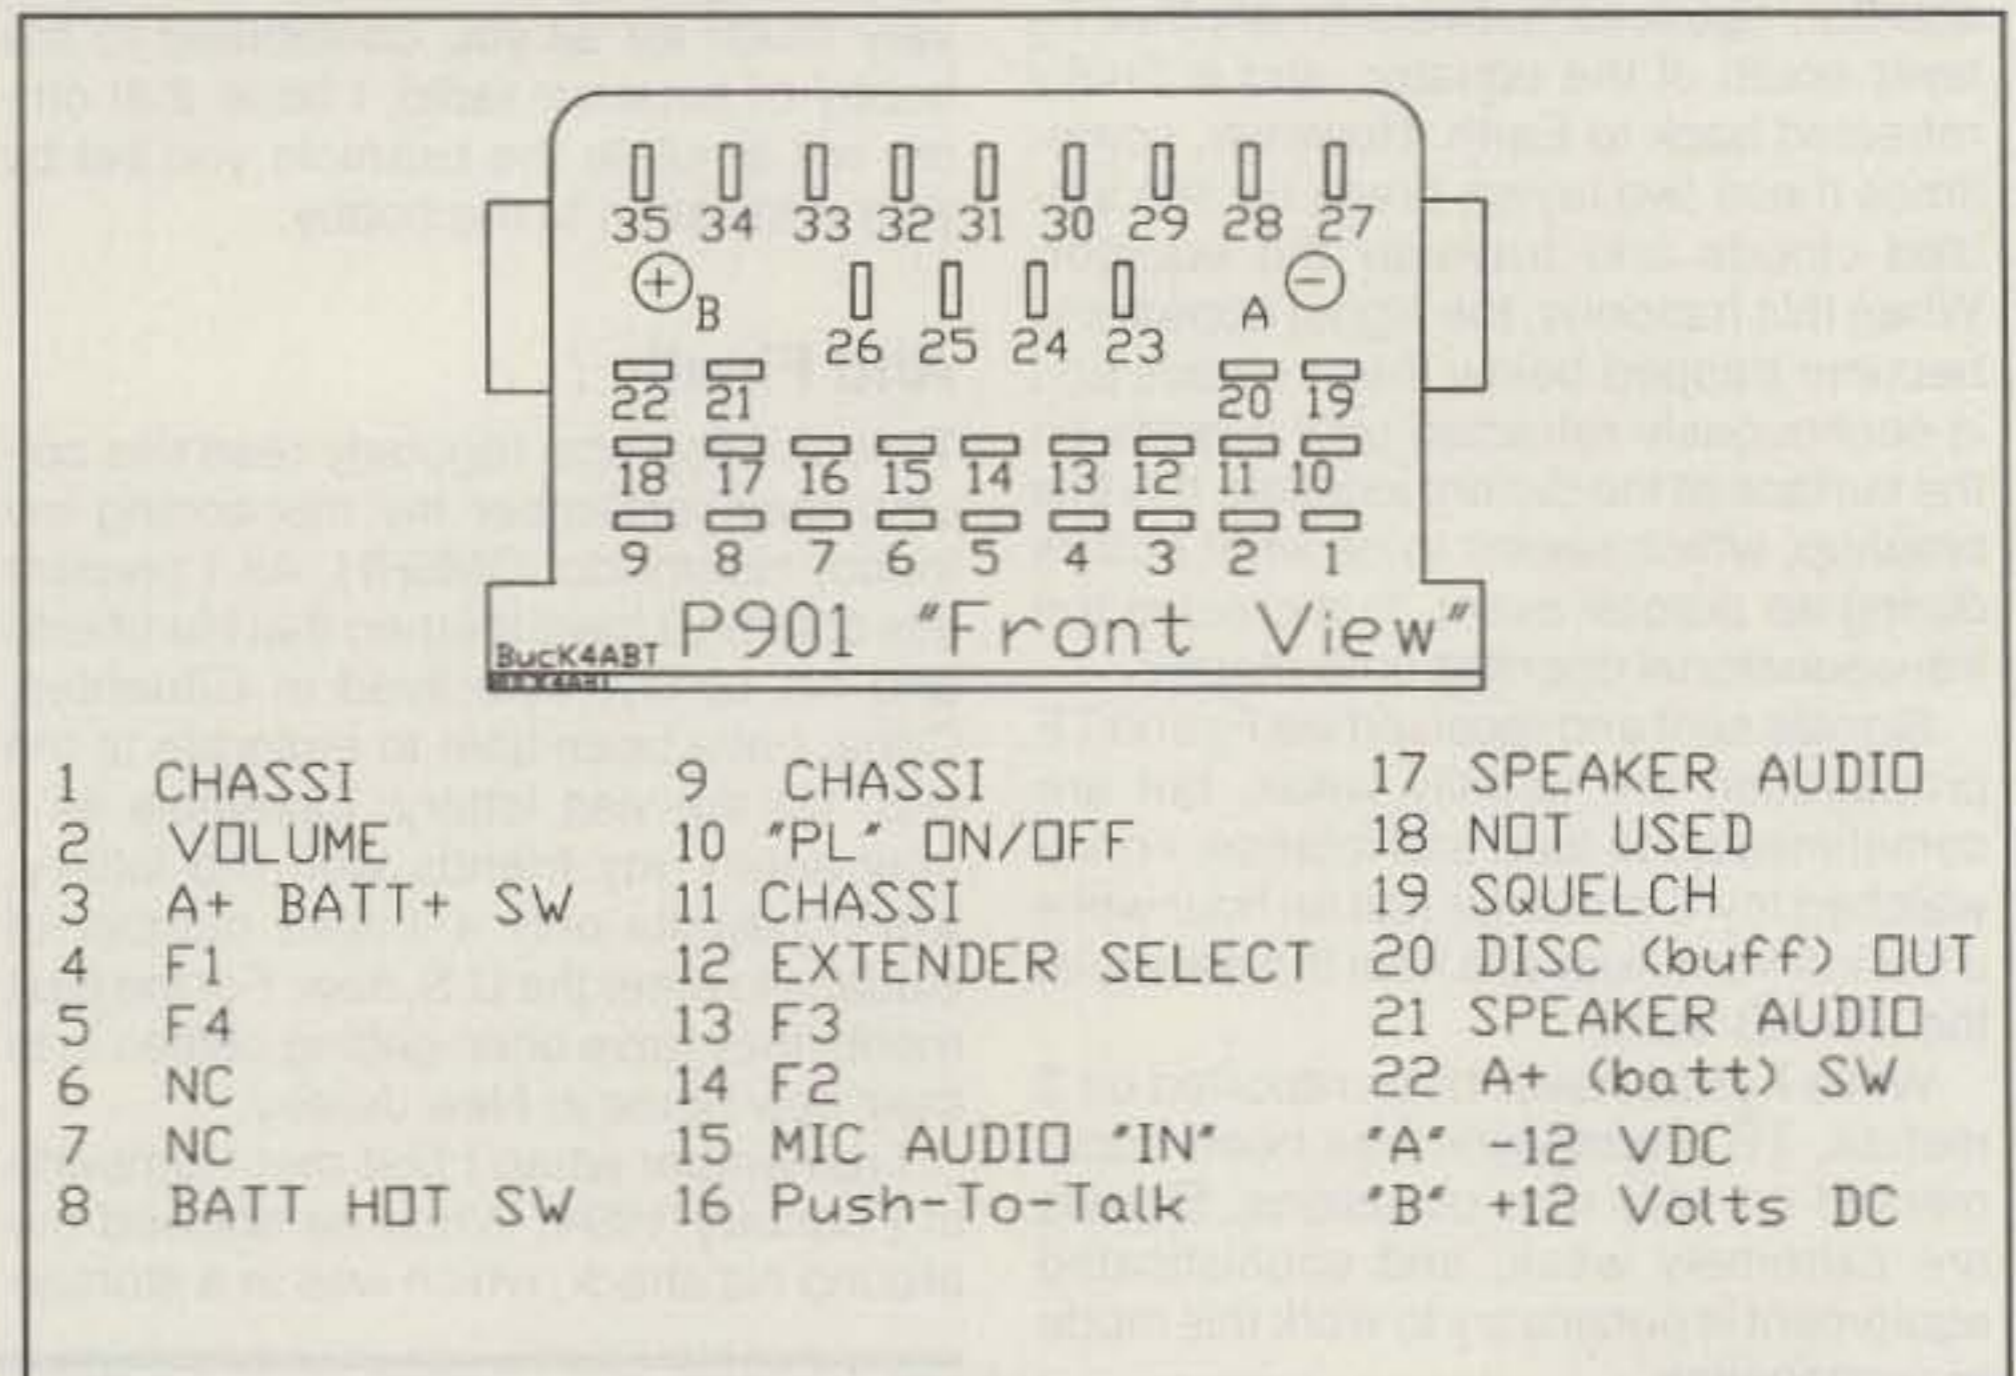 35 34 33 32 31 30 29 28 27
+ B 26 25 24 23 A -
22 21 20 19
18 17 16 15 14 13 12 11 10
9 8 7 6 5 4 3 2 1
P901 "Front View"
BucK4ABT
1 CHASSI
2 VOLUME
3 A+ BATT+ SW
4 F1
5 F4
6 NC
7 NC
8 BATT HOT SW
9 CHASSI
10 "PL" ON/OFF
11 CHASSI
12 EXTENDER SELECT
13 F3
14 F2
15 MIC AUDIO "IN"
16 Push-To-Talk
17 SPEAKER AUDIO
18 NOT USED
19 SQUELCH
20 DISC (buff) OUT
21 SPEAKER AUDIO
22 A+ (batt) SW
"A" -12 VDC
"B" +12 Volts DC